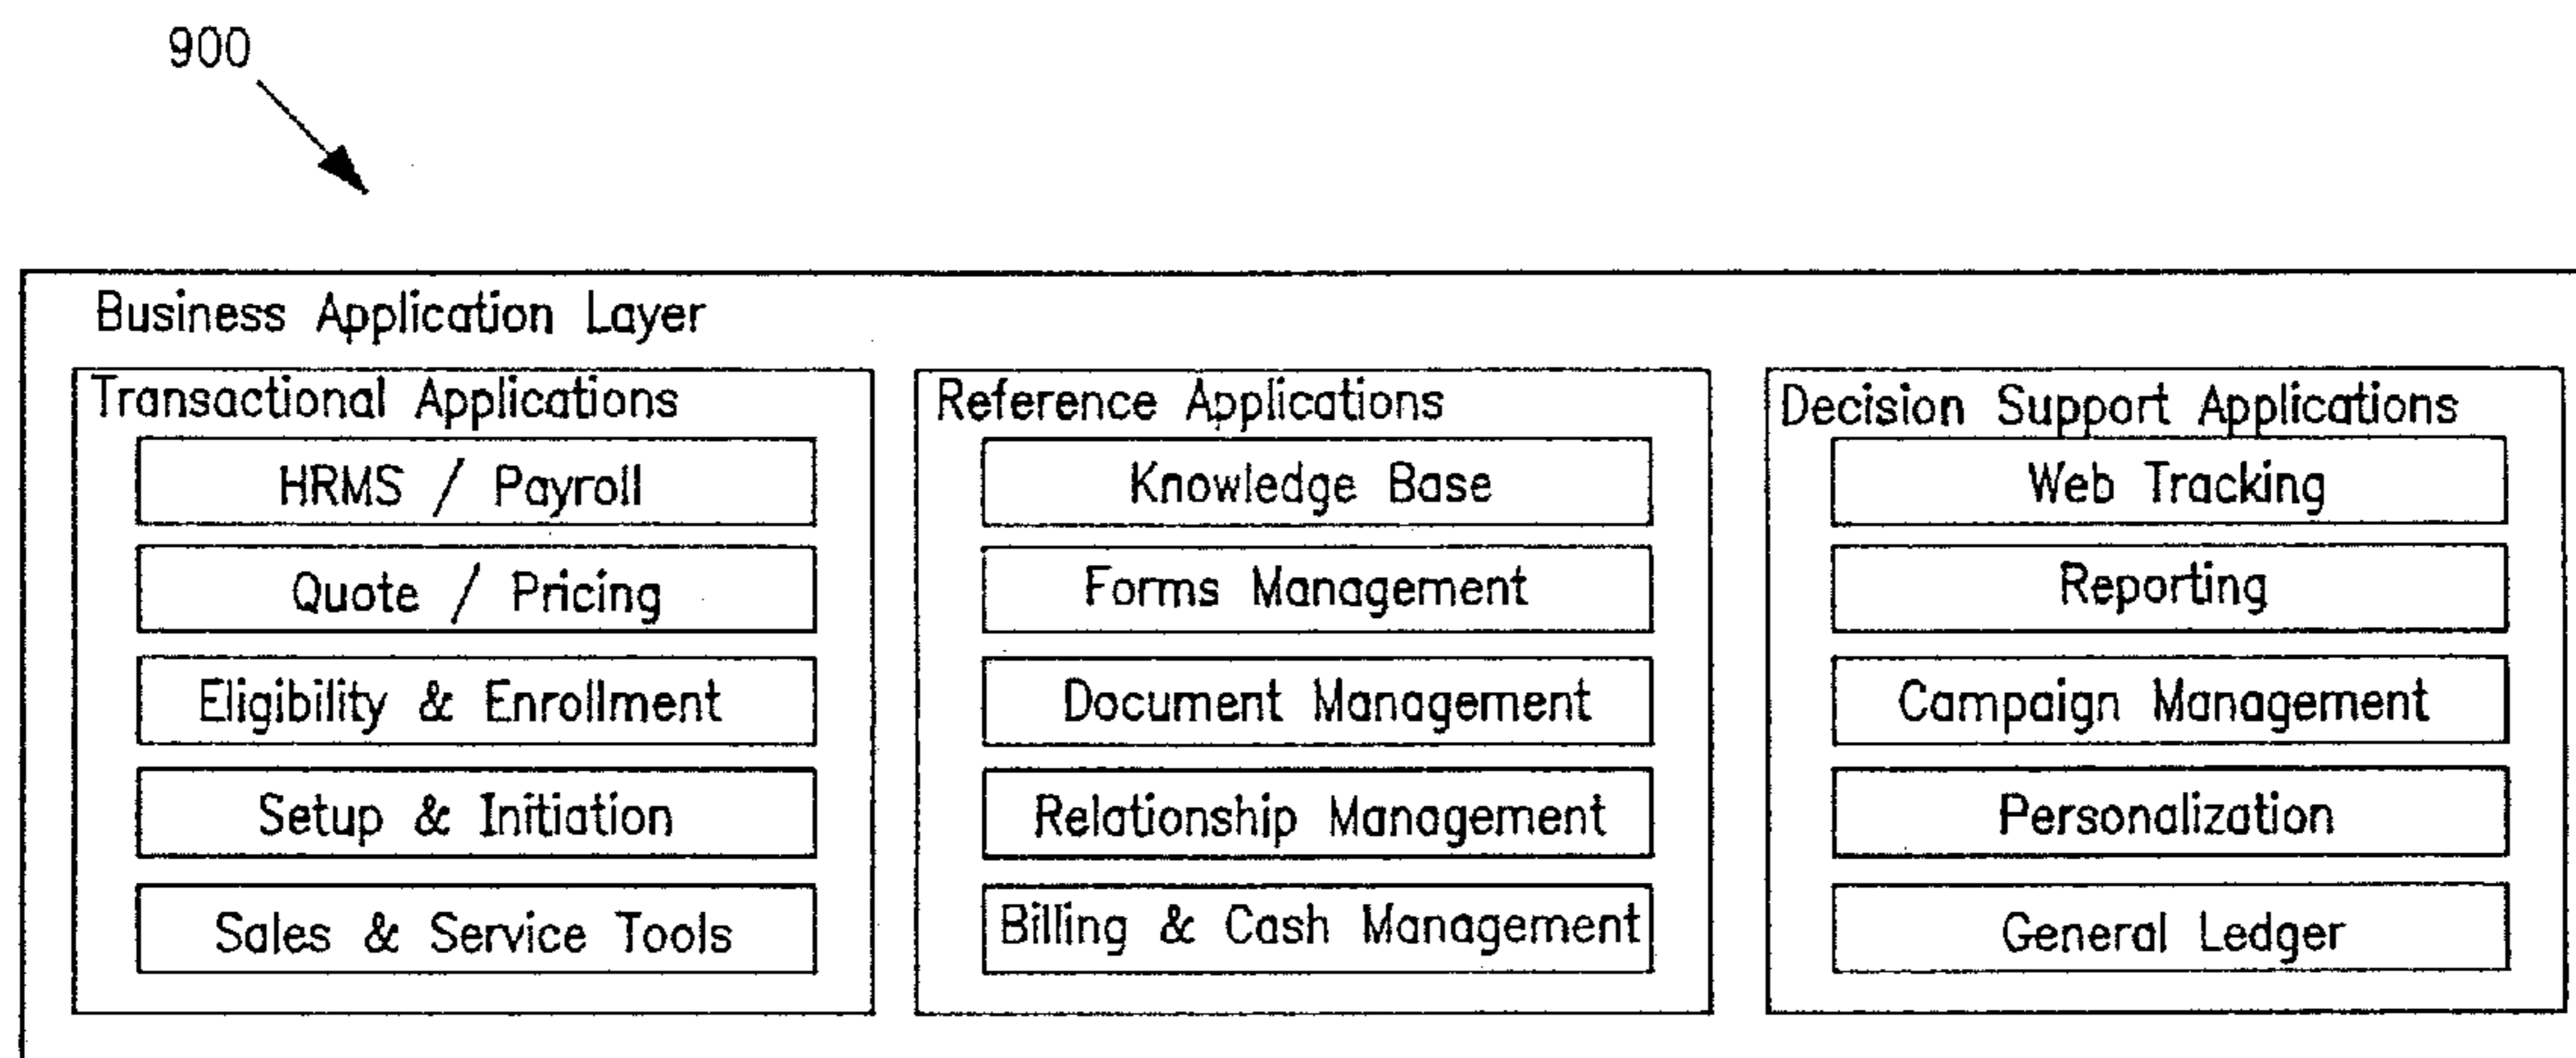 900
Business Application Layer
Transactional Applications
HRMS / Payroll
Quote / Pricing
Eligibility & Enrollment
Setup & Initiation
Sales & Service Tools
Reference Applications
Knowledge Base
Forms Management
Document Management
Relationship Management
Billing & Cash Management
Decision Support Applications
Web Tracking
Reporting
Campaign Management
Personalization
General Ledger